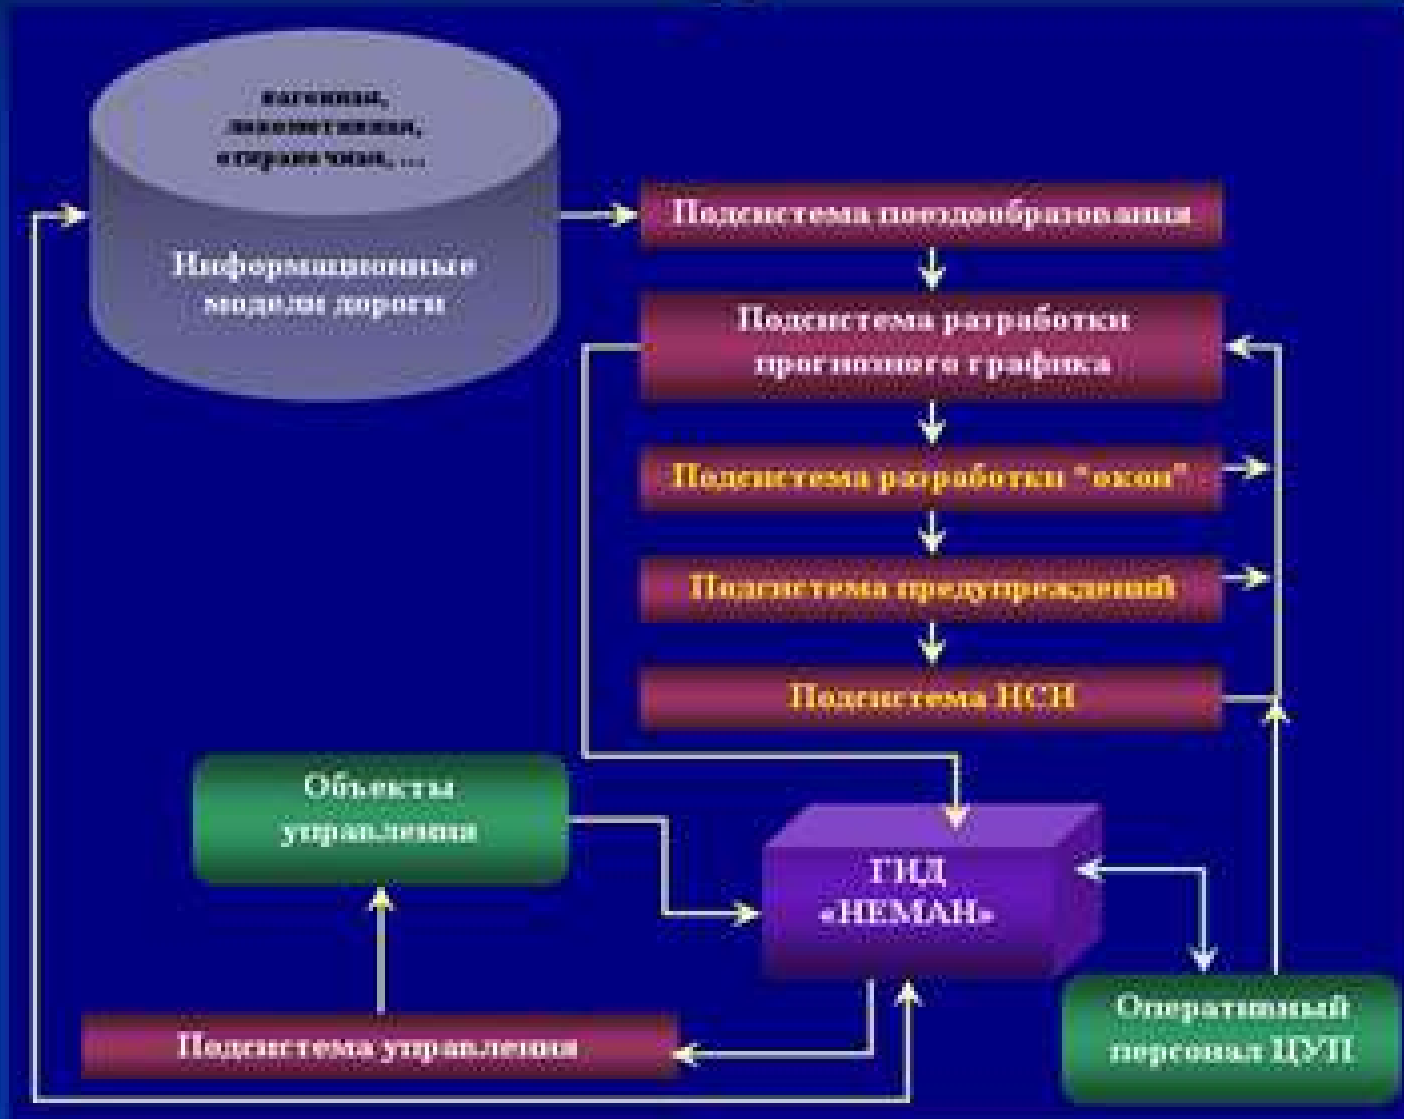 вагонная,
локомотивная,
отправочная, ...
Информационные
модели дороги
Подсистема поездообразования
Подсистема разработки
прогнозного графика
Подсистема разработки "окон"
Подсистема предупреждений
Подсистема НСН
Объекты
управления
ГИД
«НЕМАН»
Оперативный
персонал ЦУП
Подсистема управления